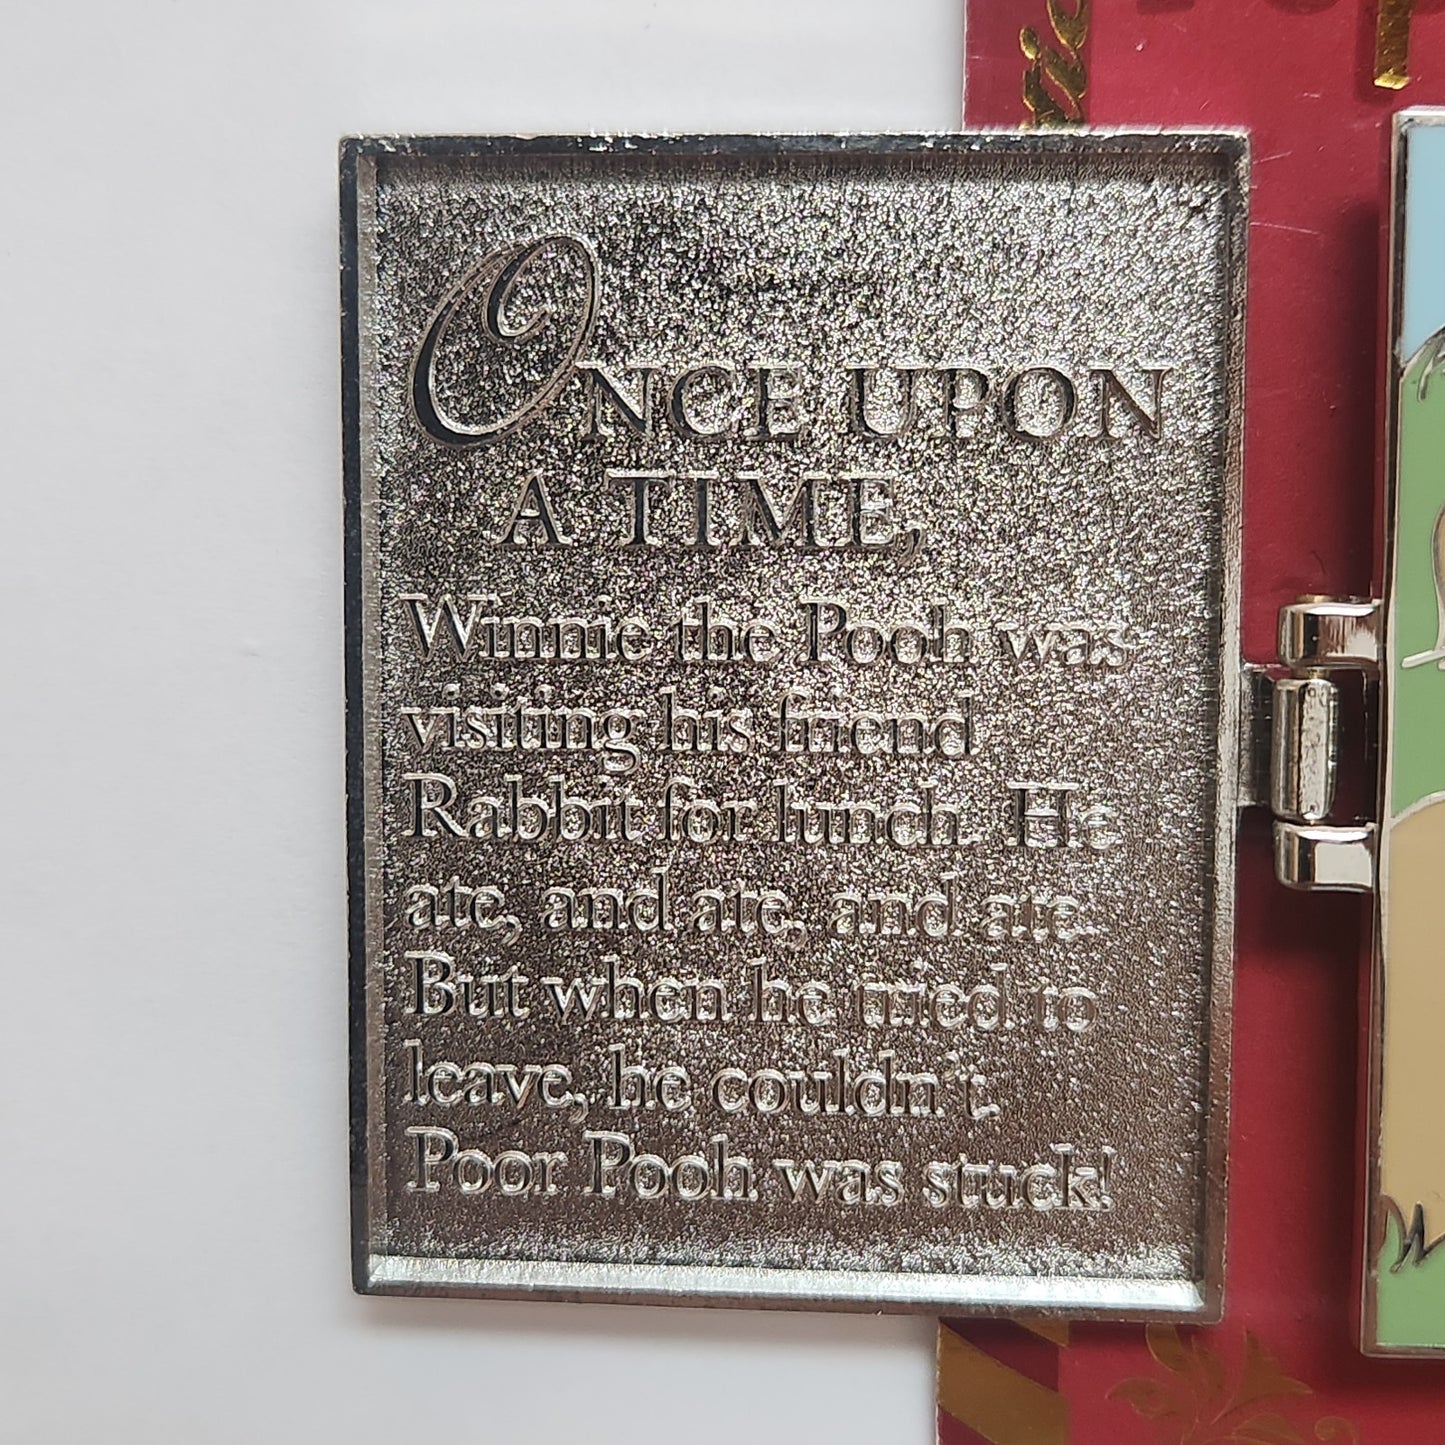 ONCE UPON
A TIME,
Winnie the Pooh was
visiting his friend
Rabbit for lunch. He
ate, and ate, and ate.
But when he tried to
leave, he couldn't.
Poor Pooh was stuck!